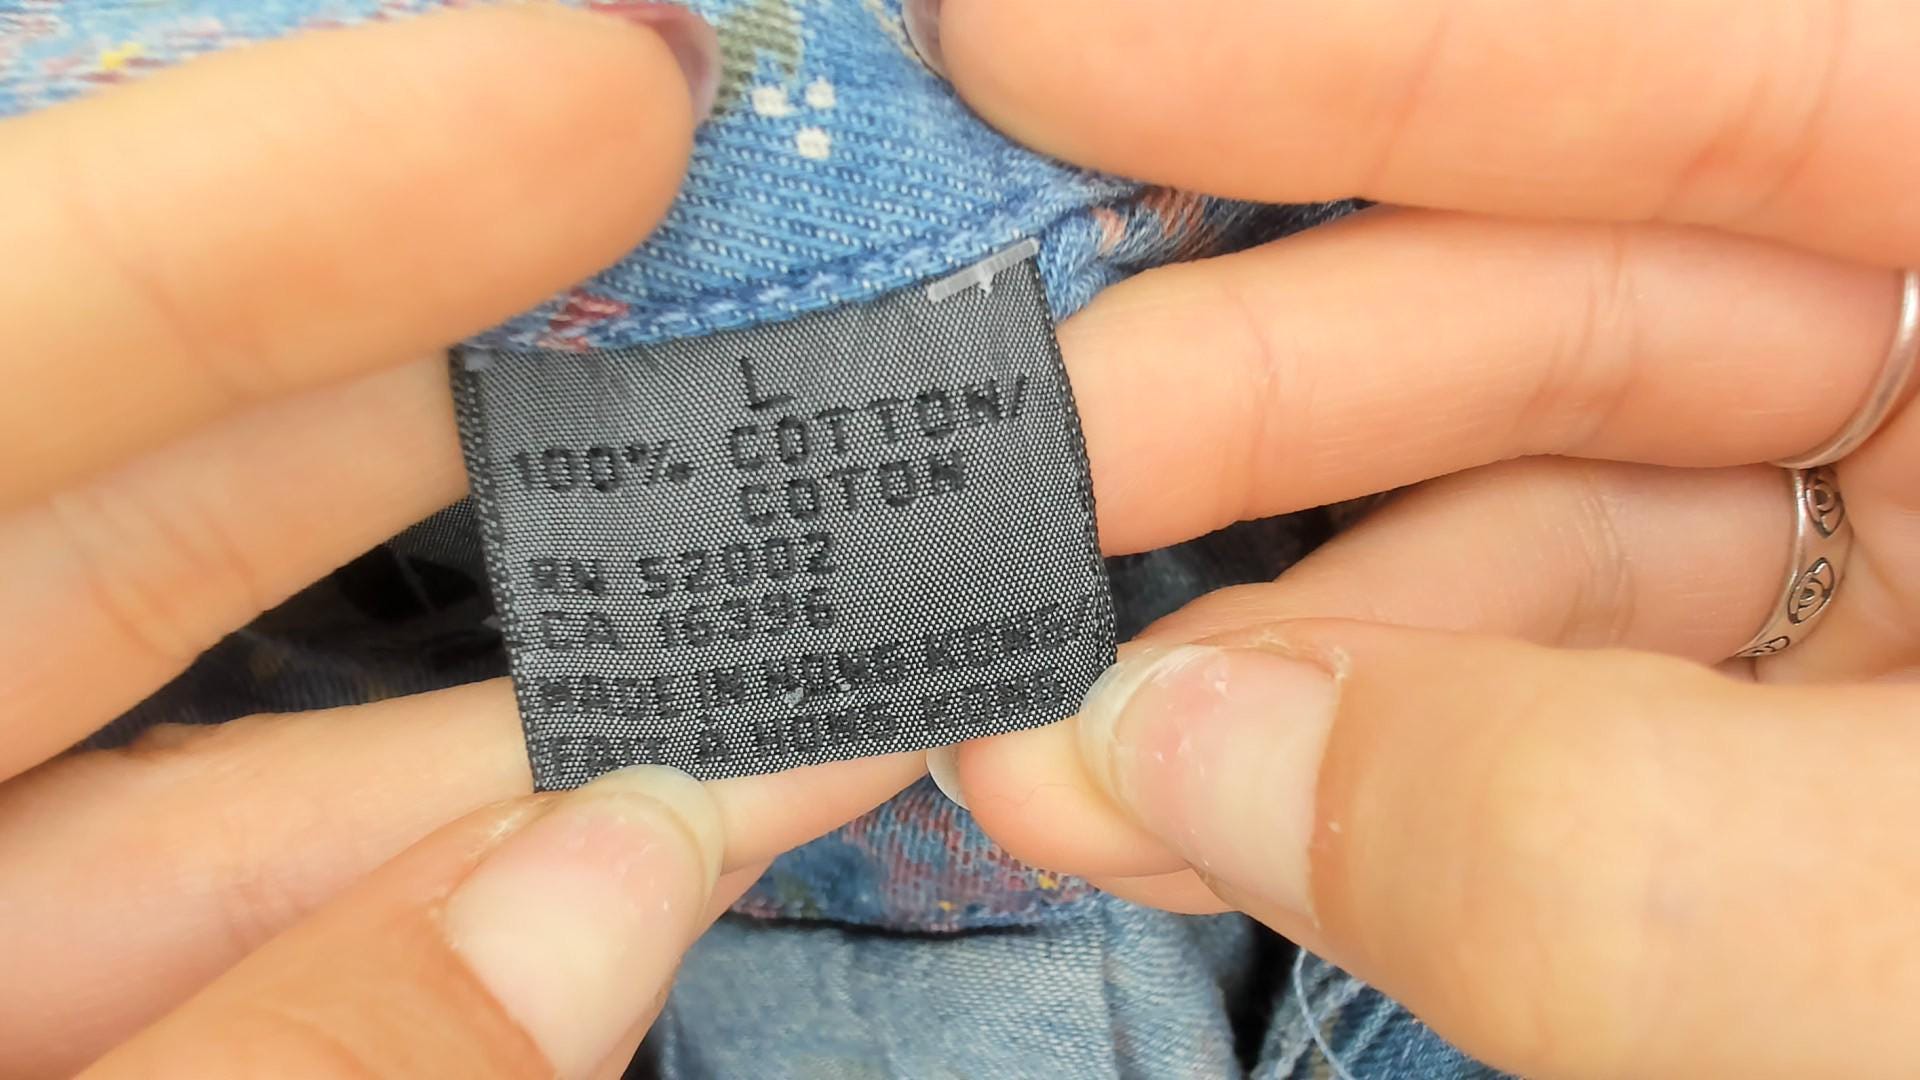 L
100% COTTON/
COTON
RN 52002
CA 16396
MADE IN HONG KONG/
FAIT A HONG KONG